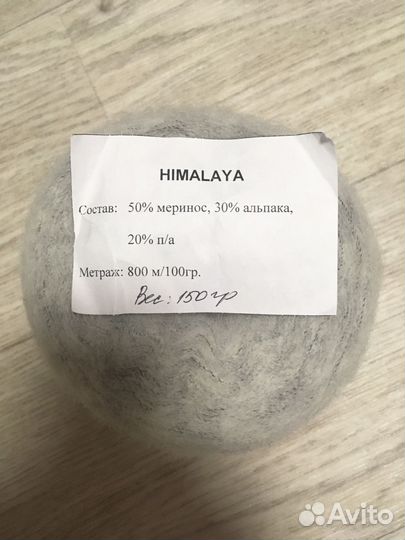 HIMALAYA
Состав: 50% меринос, 30% альпака,
20% п/а
Метраж: 800 м/100гр.
Вес: 150гр
Avito